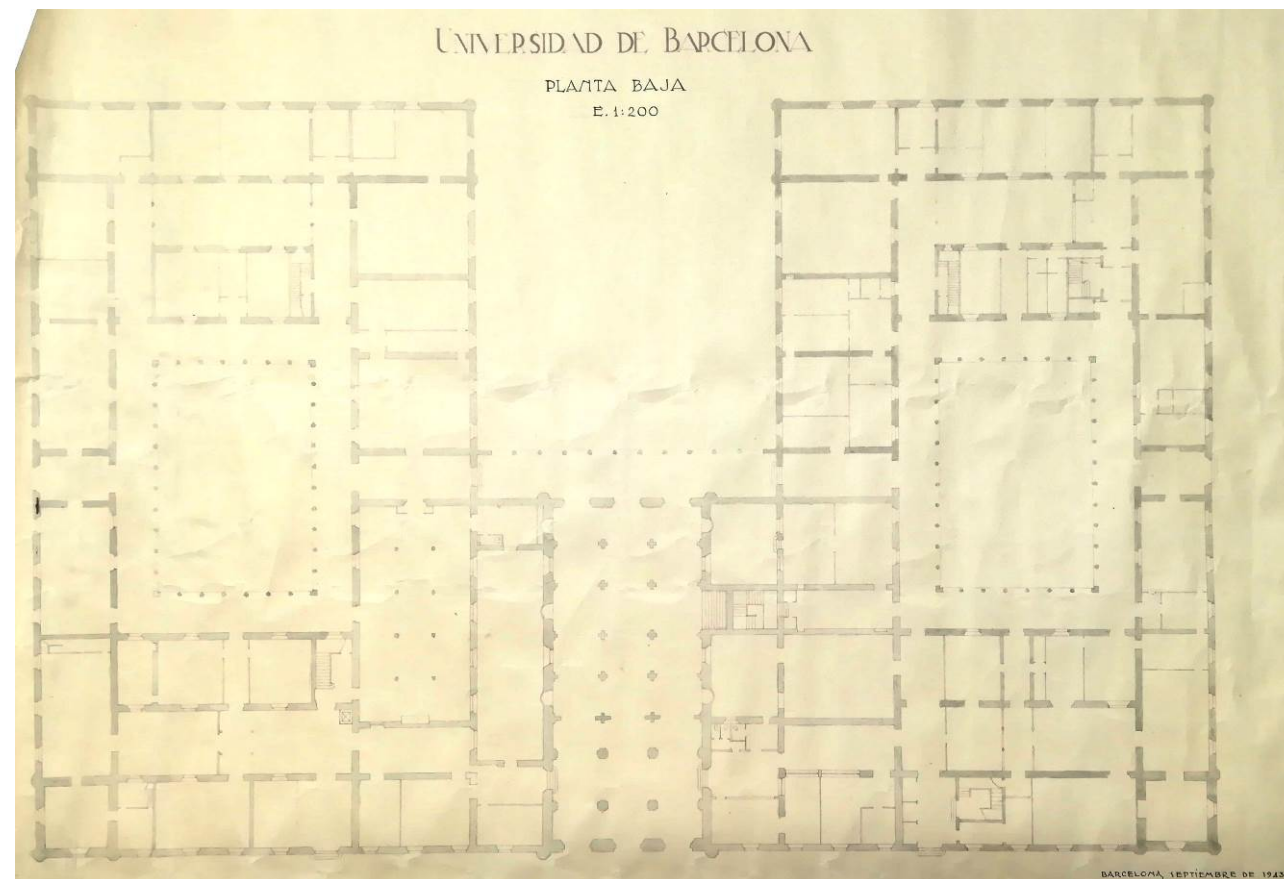 UNIVERSIDAD DE BARCELONA
PLANTA BAJA
E. 1:200
BARCELONA, SEPTIEMBRE DE 1943